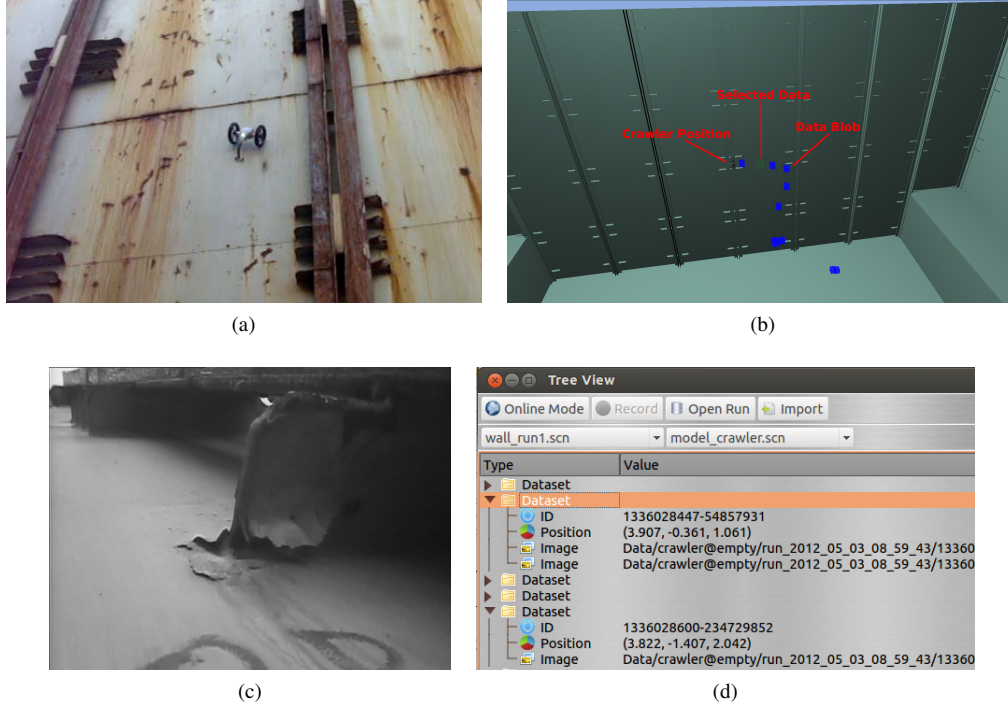 Selected Data
Crawler Position
Data Blob
(a)
(b)
Tree View
Online Mode
Record
Open Run
Import
wall_run1.scn
model_crawler.scn
Type
Value
Dataset
Dataset
ID
1336028447-54857931
Position
(3.907, -0.361, 1.061)
Image
Data/crawler@empty/run_2012_05_03_08_59_43/13360
Image
Data/crawler@empty/run_2012_05_03_08_59_43/13360
Dataset
Dataset
Dataset
ID
1336028600-234729852
Position
(3.822, -1.407, 2.042)
Image
Data/crawler@empty/run_2012_05_03_08_59_43/13360
(c)
(d)